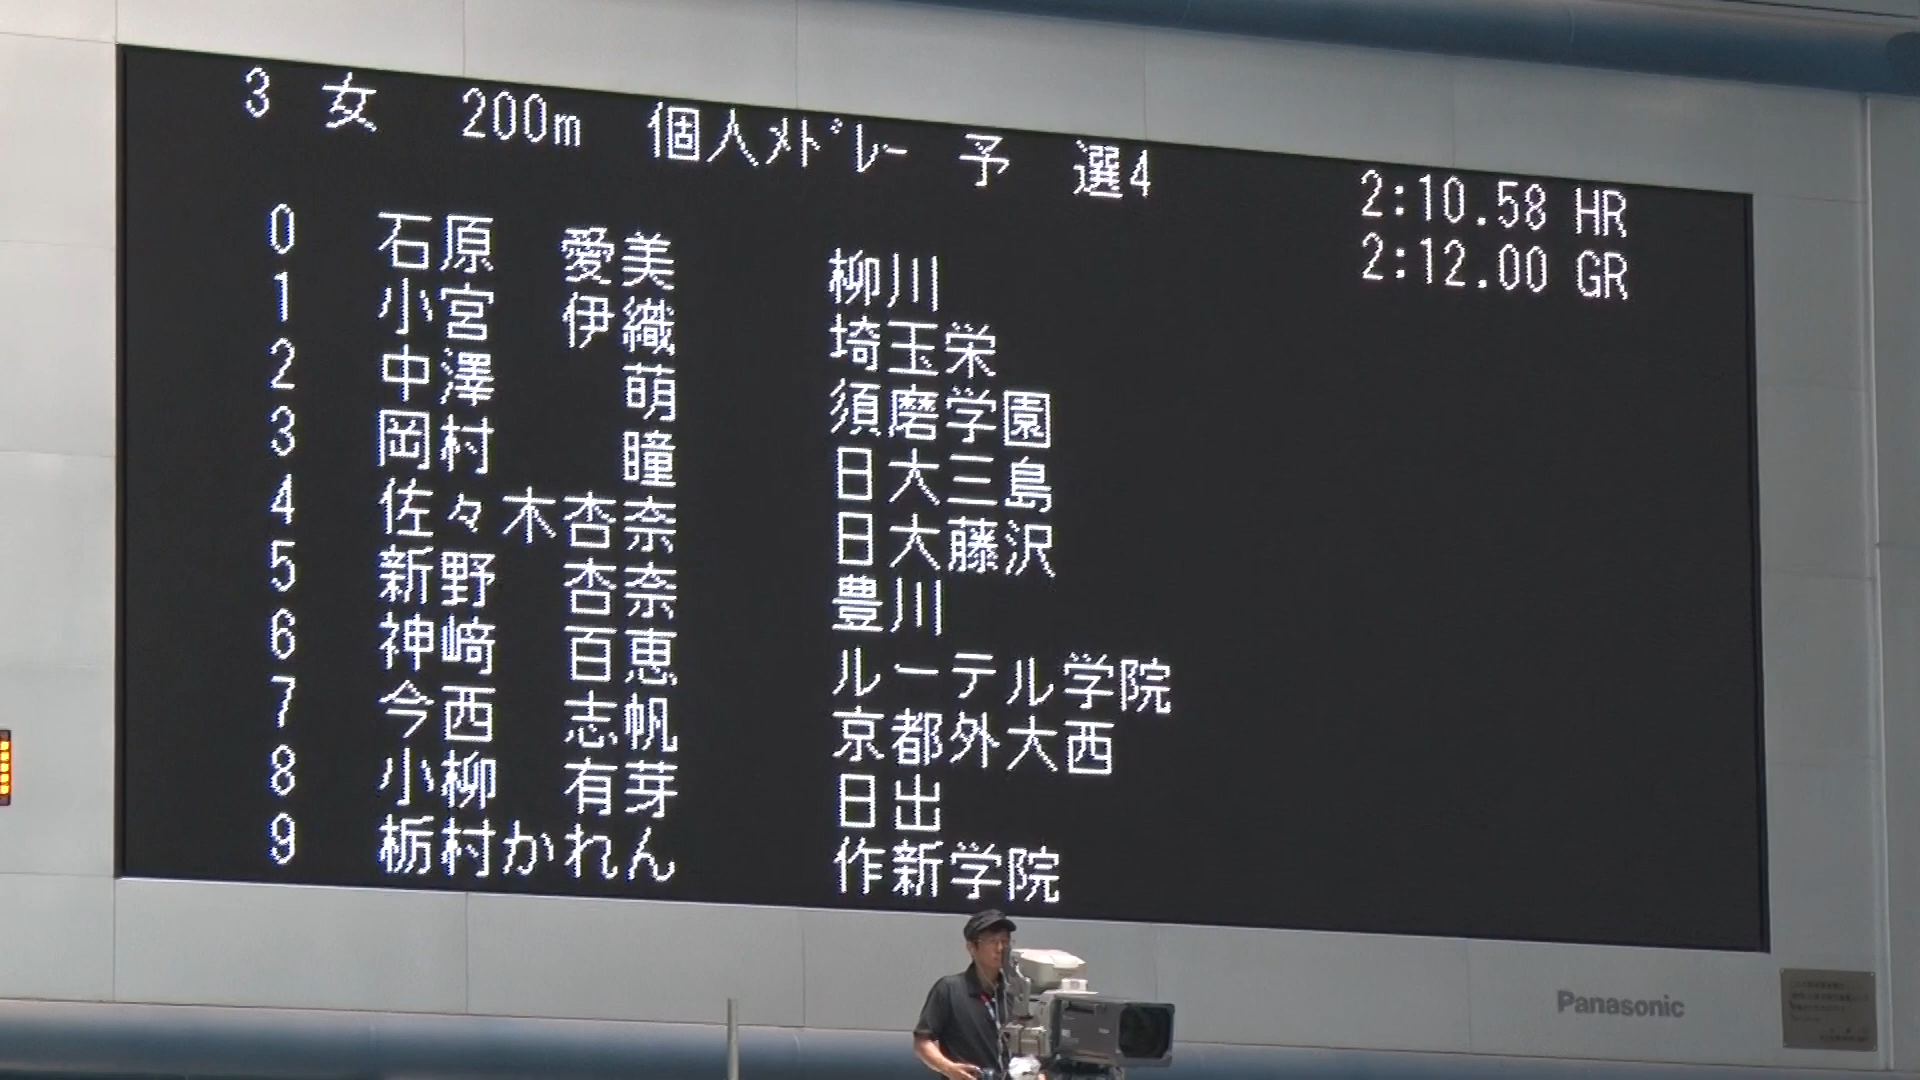 3 女 200m 個人ﾒﾄﾞﾚｰ 予 選4
2:10.58 HR
2:12.00 GR
0 石原 愛美 柳川
1 小宮 伊織 埼玉栄
2 中澤 萌 須磨学園
3 岡村 瞳 日大三島
4 佐々木杏奈 日大藤沢
5 新野 杏奈 豊川
6 神﨑 百恵 ルーテル学院
7 今西 志帆 京都外大西
8 小柳 有芽 日出
9 栃村かれん 作新学院
Panasonic